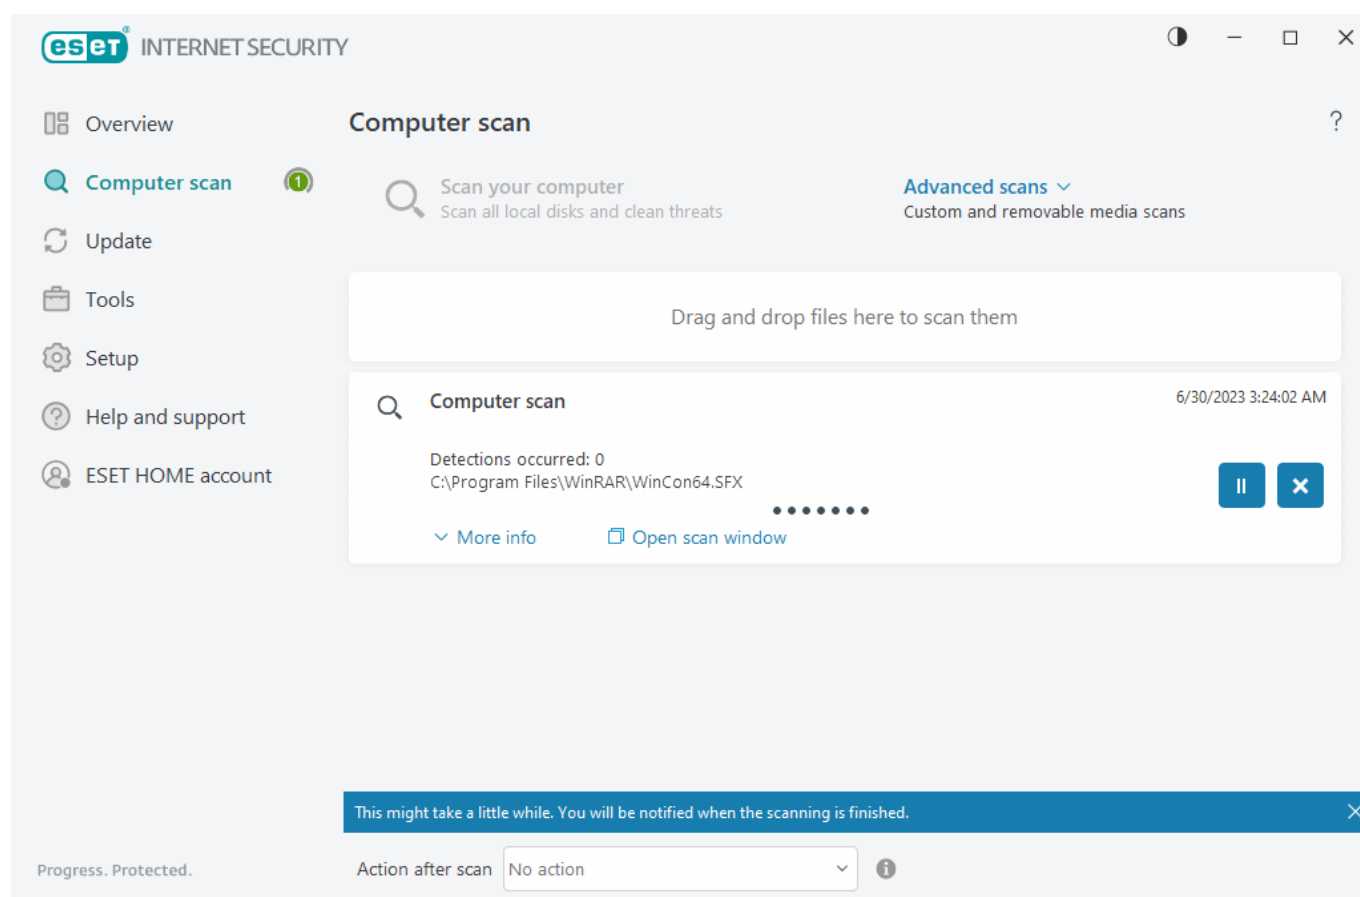 eset® INTERNET SECURITY
Overview
Computer scan 1
Update
Tools
Setup
Help and support
ESET HOME account
Progress. Protected.
Computer scan ?
Scan your computer
Scan all local disks and clean threats
Advanced scans
Custom and removable media scans
Drag and drop files here to scan them
Computer scan
6/30/2023 3:24:02 AM
Detections occurred: 0
C:\Program Files\WinRAR\WinCon64.SFX
More info
Open scan window
This might take a little while. You will be notified when the scanning is finished.
Action after scan No action